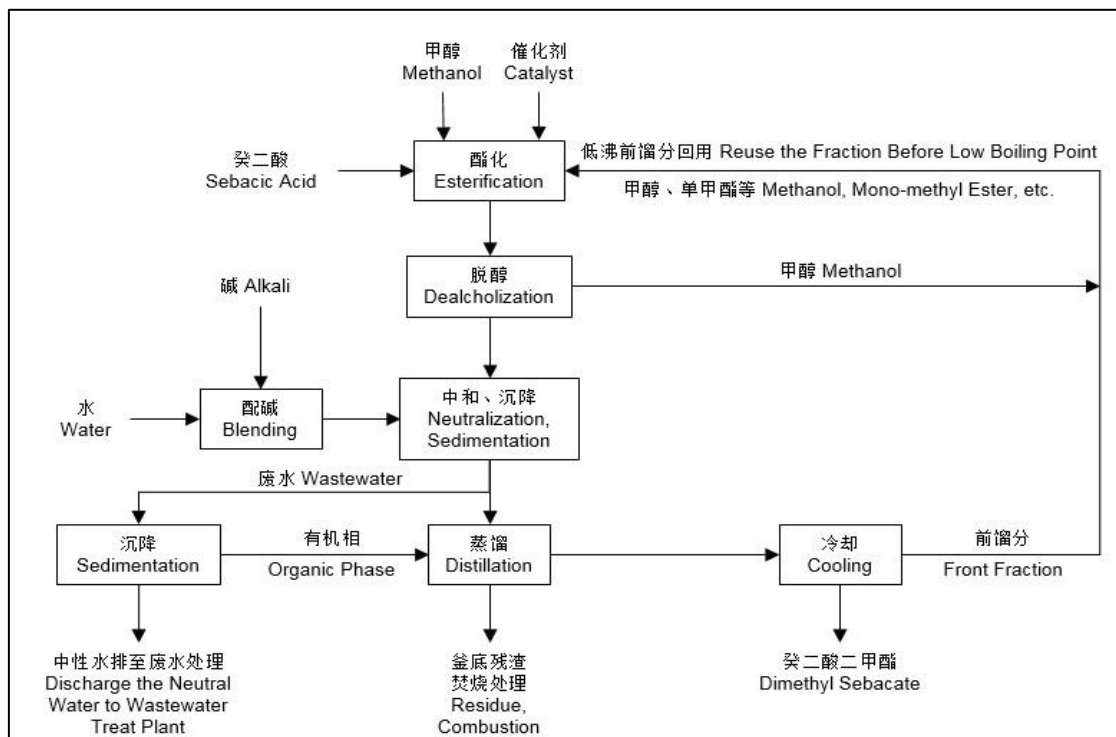 甲醇
Methanol
催化剂
Catalyst
癸二酸
Sebacic Acid
酯化
Esterification
低沸前馏分回用 Reuse the Fraction Before Low Boiling Point
甲醇、单甲酯等 Methanol, Mono-methyl Ester, etc.
脱醇
Dealcholization
甲醇 Methanol
碱 Alkali
水
Water
配碱
Blending
中和、沉降
Neutralization,
Sedimentation
废水 Wastewater
沉降
Sedimentation
有机相
Organic Phase
蒸馏
Distillation
冷却
Cooling
前馏分
Front Fraction
中性水排至废水处理
Discharge the Neutral
Water to Wastewater
Treat Plant
釜底残渣
焚烧处理
Residue,
Combustion
癸二酸二甲酯
Dimethyl Sebacate